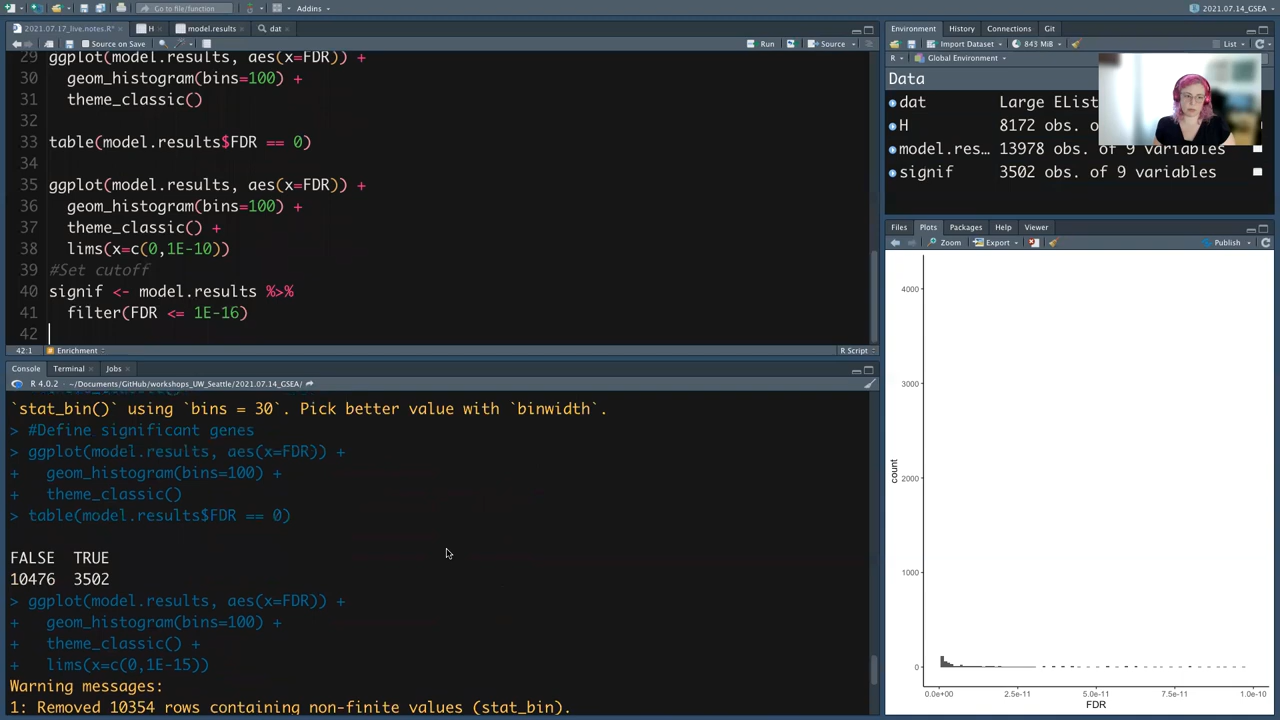 Go to file/function
Addins
2021.07.14_GSEA
2021.07.17_live.notes.R*
H
model.results
dat
Source on Save
Run
Source
29 ggplot(model.results, aes(x=FDR)) +
30 geom_histogram(bins=100) +
31 theme_classic()
32
33 table(model.results$FDR == 0)
34
35 ggplot(model.results, aes(x=FDR)) +
36 geom_histogram(bins=100) +
37 theme_classic() +
38 lims(x=c(0,1E-10))
39 #Set cutoff
40 signif <- model.results %>%
41 filter(FDR <= 1E-16)
42
42:1 Enrichment R Script
Console Terminal Jobs
R 4.0.2 · ~/Documents/GitHub/workshops_UW_Seattle/2021.07.14_GSEA/
`stat_bin()` using `bins = 30`. Pick better value with `binwidth`.
> #Define significant genes
> ggplot(model.results, aes(x=FDR)) +
+ geom_histogram(bins=100) +
+ theme_classic()
> table(model.results$FDR == 0)
FALSE TRUE
10476 3502
> ggplot(model.results, aes(x=FDR)) +
+ geom_histogram(bins=100) +
+ theme_classic() +
+ lims(x=c(0,1E-15))
Warning messages:
1: Removed 10354 rows containing non-finite values (stat_bin).
Environment History Connections Git
Import Dataset 843 MiB List
R Global Environment
Data
dat Large EList
H 8172 obs. of
model.res… 13978 obs. of 9 variables
signif 3502 obs. of 9 variables
Files Plots Packages Help Viewer
Zoom Export Publish
4000
3000
2000
1000
0
count
0.0e+00 2.5e-11 5.0e-11 7.5e-11 1.0e-10
FDR